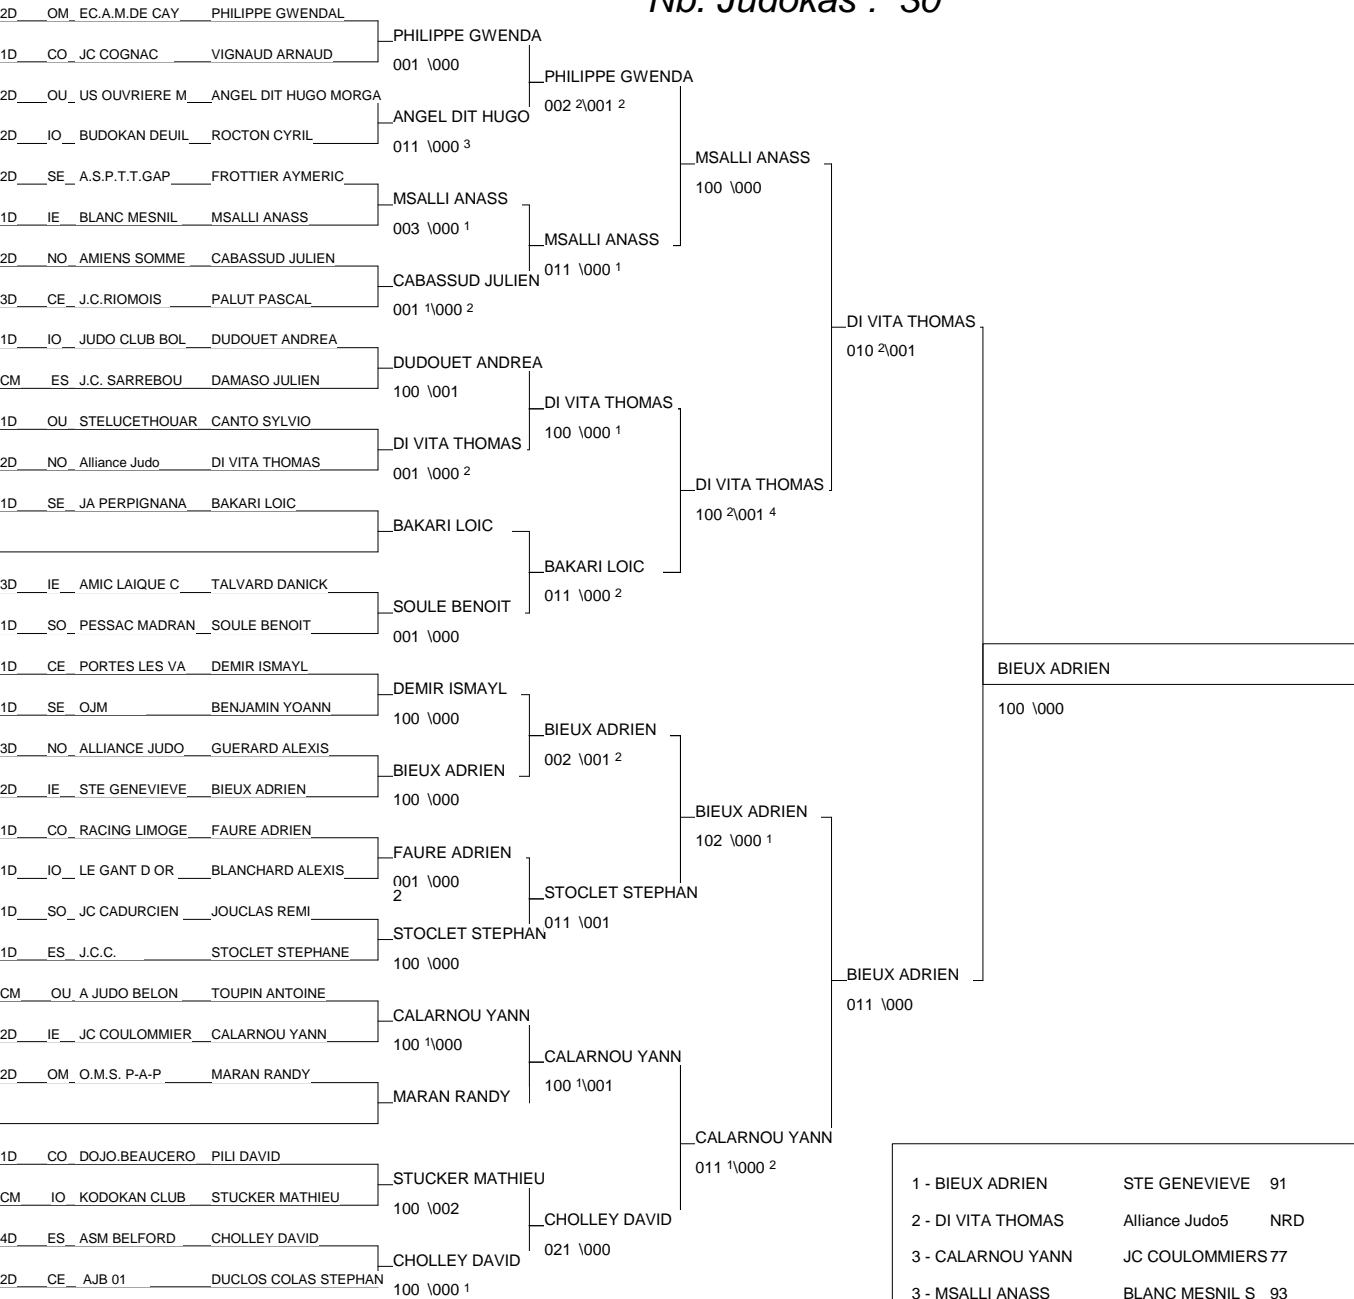 Nb. Judokas : 30
2D OM EC.A.M.DE CAY PHILIPPE GWENDAL
PHILIPPE GWENDA
1D CO JC COGNAC VIGNAUD ARNAUD
001 \000
PHILIPPE GWENDA
2D OU US OUVRIERE M ANGEL DIT HUGO MORGA
002 2\001 2
ANGEL DIT HUGO
2D IO BUDOKAN DEUIL ROCTON CYRIL
011 \000 3
MSALLI ANASS
2D SE A.S.P.T.T.GAP FROTTIER AYMERIC
100 \000
MSALLI ANASS
1D IE BLANC MESNIL MSALLI ANASS
003 \000 1
MSALLI ANASS
2D NO AMIENS SOMME CABASSUD JULIEN
011 \000 1
CABASSUD JULIEN
3D CE J.C.RIOMOIS PALUT PASCAL
001 1\000 2
DI VITA THOMAS
1D IO JUDO CLUB BOL DUDOUET ANDREA
010 2\001
DUDOUET ANDREA
CM ES J.C. SARREBOU DAMASO JULIEN
100 \001
DI VITA THOMAS
1D OU STELUCETHOUAR CANTO SYLVIO
100 \000 1
DI VITA THOMAS
2D NO Alliance Judo DI VITA THOMAS
001 \000 2
DI VITA THOMAS
1D SE JA PERPIGNANA BAKARI LOIC
100 2\001 4
BAKARI LOIC
BAKARI LOIC
3D IE AMIC LAIQUE C TALVARD DANICK
011 \000 2
SOULE BENOIT
1D SO PESSAC MADRAN SOULE BENOIT
001 \000
1D CE PORTES LES VA DEMIR ISMAYL
BIEUX ADRIEN
DEMIR ISMAYL
1D SE OJM BENJAMIN YOANN
100 \000
100 \000
BIEUX ADRIEN
3D NO ALLIANCE JUDO GUERARD ALEXIS
002 \001 2
BIEUX ADRIEN
2D IE STE GENEVIEVE BIEUX ADRIEN
100 \000
BIEUX ADRIEN
1D CO RACING LIMOGE FAURE ADRIEN
102 \000 1
FAURE ADRIEN
1D IO LE GANT D OR BLANCHARD ALEXIS
001 \000
2
STOCLET STEPHAN
1D SO JC CADURCIEN JOUCLAS REMI
011 \001
STOCLET STEPHAN
1D ES J.C.C. STOCLET STEPHANE
100 \000
BIEUX ADRIEN
CM OU A JUDO BELON TOUPIN ANTOINE
011 \000
CALARNOU YANN
2D IE JC COULOMMIER CALARNOU YANN
100 1\000
CALARNOU YANN
2D OM O.M.S. P-A-P MARAN RANDY
100 1\001
MARAN RANDY
CALARNOU YANN
1D CO DOJO.BEAUCERO PILI DAVID
011 1\000 2
STUCKER MATHIEU
CM IO KODOKAN CLUB STUCKER MATHIEU
100 \002
CHOLLEY DAVID
4D ES ASM BELFORD CHOLLEY DAVID
021 \000
CHOLLEY DAVID
2D CE AJB 01 DUCLOS COLAS STEPHAN
100 \000 1
1 - BIEUX ADRIEN STE GENEVIEVE 91
2 - DI VITA THOMAS Alliance Judo5 NRD
3 - CALARNOU YANN JC COULOMMIERS 77
3 - MSALLI ANASS BLANC MESNIL S 93